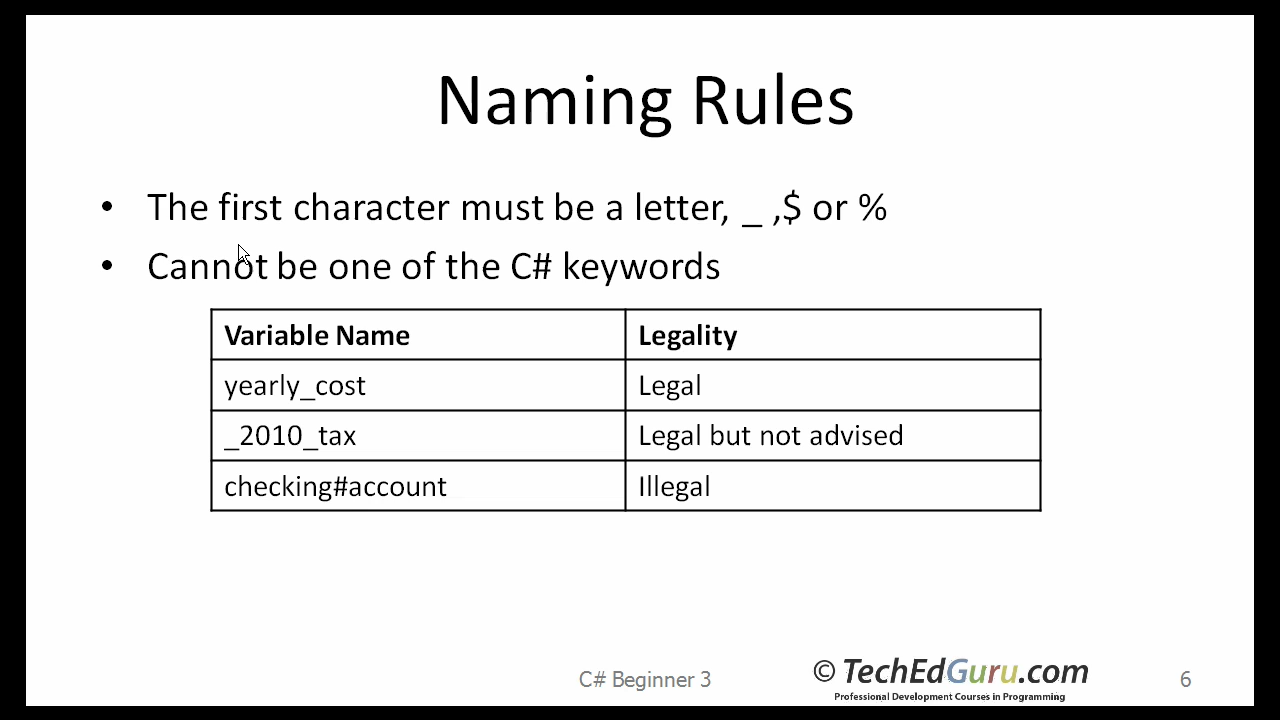 Naming Rules
• The first character must be a letter, _ ,$ or %
• Cannot be one of the C# keywords
Variable Name Legality
yearly_cost Legal
_2010_tax Legal but not advised
checking#account Illegal
C# Beginner 3 © TechEdGuru.com 6
Professional Development Courses in Programming